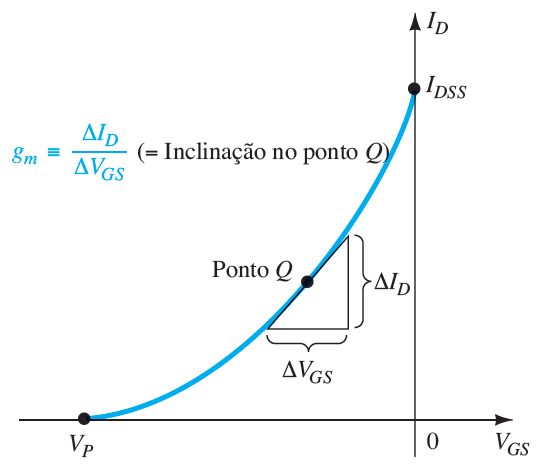 I_D
I_DSS
g_m ≡ ΔI_D / ΔV_GS (= Inclinação no ponto Q)
Ponto Q
ΔI_D
ΔV_GS
V_P
0
V_GS